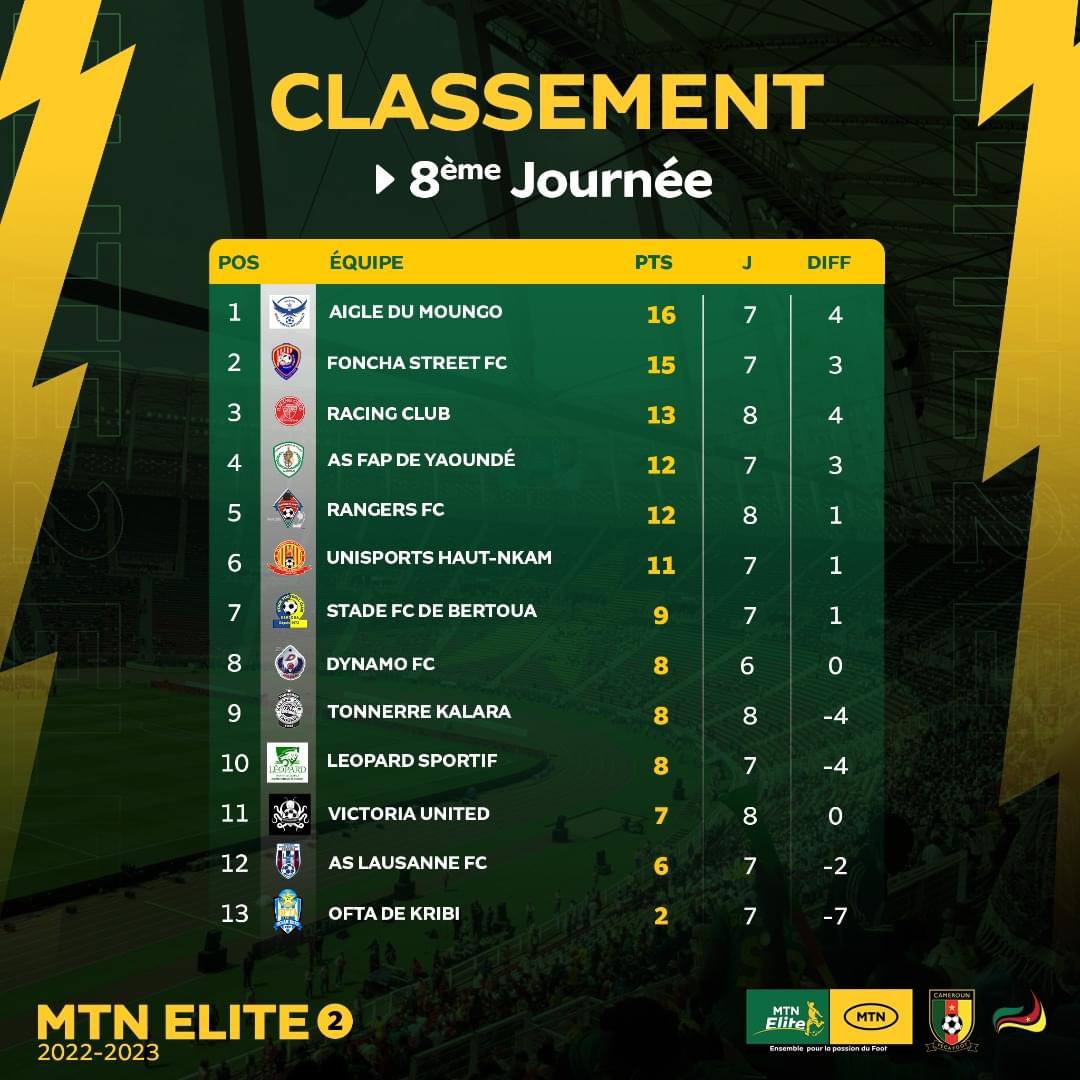 CLASSEMENT
8ème Journée
POS ÉQUIPE PTS J DIFF
1 AIGLE DU MOUNGO 16 7 4
2 FONCHA STREET FC 15 7 3
3 RACING CLUB 13 8 4
4 AS FAP DE YAOUNDÉ 12 7 3
5 RANGERS FC 12 8 1
6 UNISPORTS HAUT-NKAM 11 7 1
7 STADE FC DE BERTOUA 9 7 1
8 DYNAMO FC 8 6 0
9 TONNERRE KALARA 8 8 -4
10 LEOPARD SPORTIF 8 7 -4
LÉOPARD
11 VICTORIA UNITED 7 8 0
12 AS LAUSANNE FC 6 7 -2
13 OFTA DE KRIBI 2 7 -7
MTN ELITE 2
2022-2023
MTN
Elite
MTN
Ensemble pour la passion du Foot
CAMEROUN
FECAFOOT